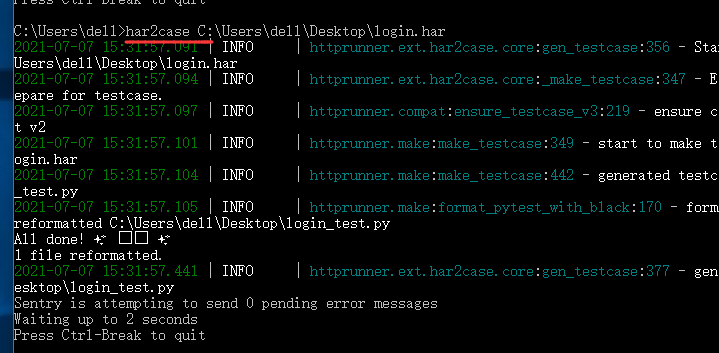 Press Ctrl-Break to quit
C:\Users\dell>har2case C:\Users\dell\Desktop\login.har
2021-07-07 15:31:57.091 | INFO | httprunner.ext.har2case.core:gen_testcase:356 - Sta
Users\dell\Desktop\login.har
2021-07-07 15:31:57.094 | INFO | httprunner.ext.har2case.core:_make_testcase:347 - E
epare for testcase.
2021-07-07 15:31:57.097 | INFO | httprunner.compat:ensure_testcase_v3:219 - ensure c
t v2
2021-07-07 15:31:57.101 | INFO | httprunner.make:make_testcase:349 - start to make t
ogin.har
2021-07-07 15:31:57.104 | INFO | httprunner.make:make_testcase:442 - generated testc
_test.py
2021-07-07 15:31:57.105 | INFO | httprunner.make:format_pytest_with_black:170 - form
reformatted C:\Users\dell\Desktop\login_test.py
All done! ✨ □□ ✨
1 file reformatted.
2021-07-07 15:31:57.441 | INFO | httprunner.ext.har2case.core:gen_testcase:377 - gen
esktop\login_test.py
Sentry is attempting to send 0 pending error messages
Waiting up to 2 seconds
Press Ctrl-Break to quit